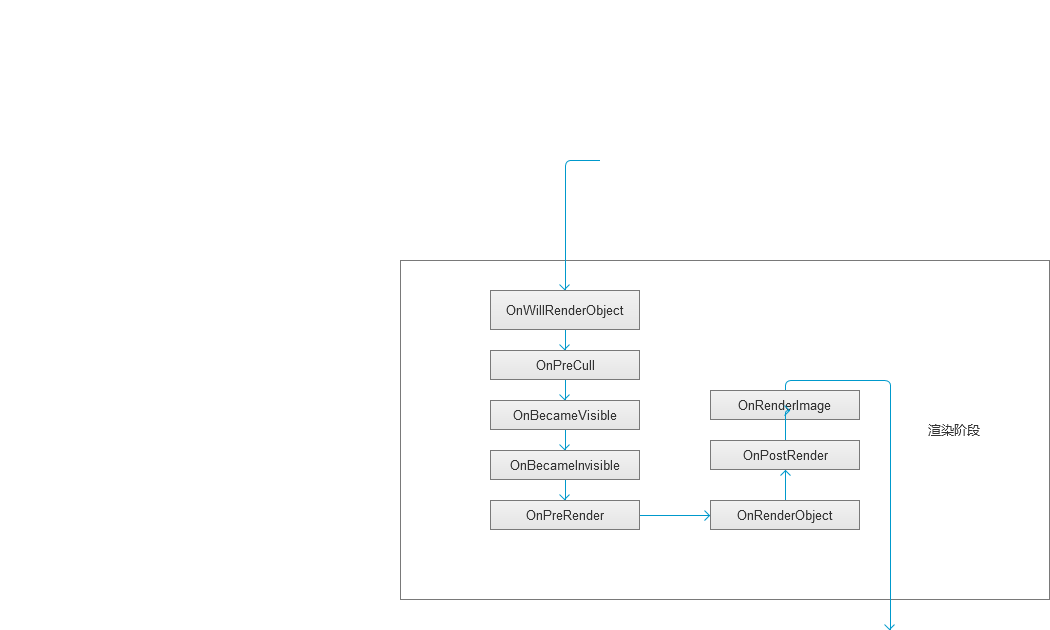 OnWillRenderObject
OnPreCull
OnBecameVisible
OnBecameInvisible
OnPreRender
OnRenderImage
OnPostRender
OnRenderObject
渲染阶段